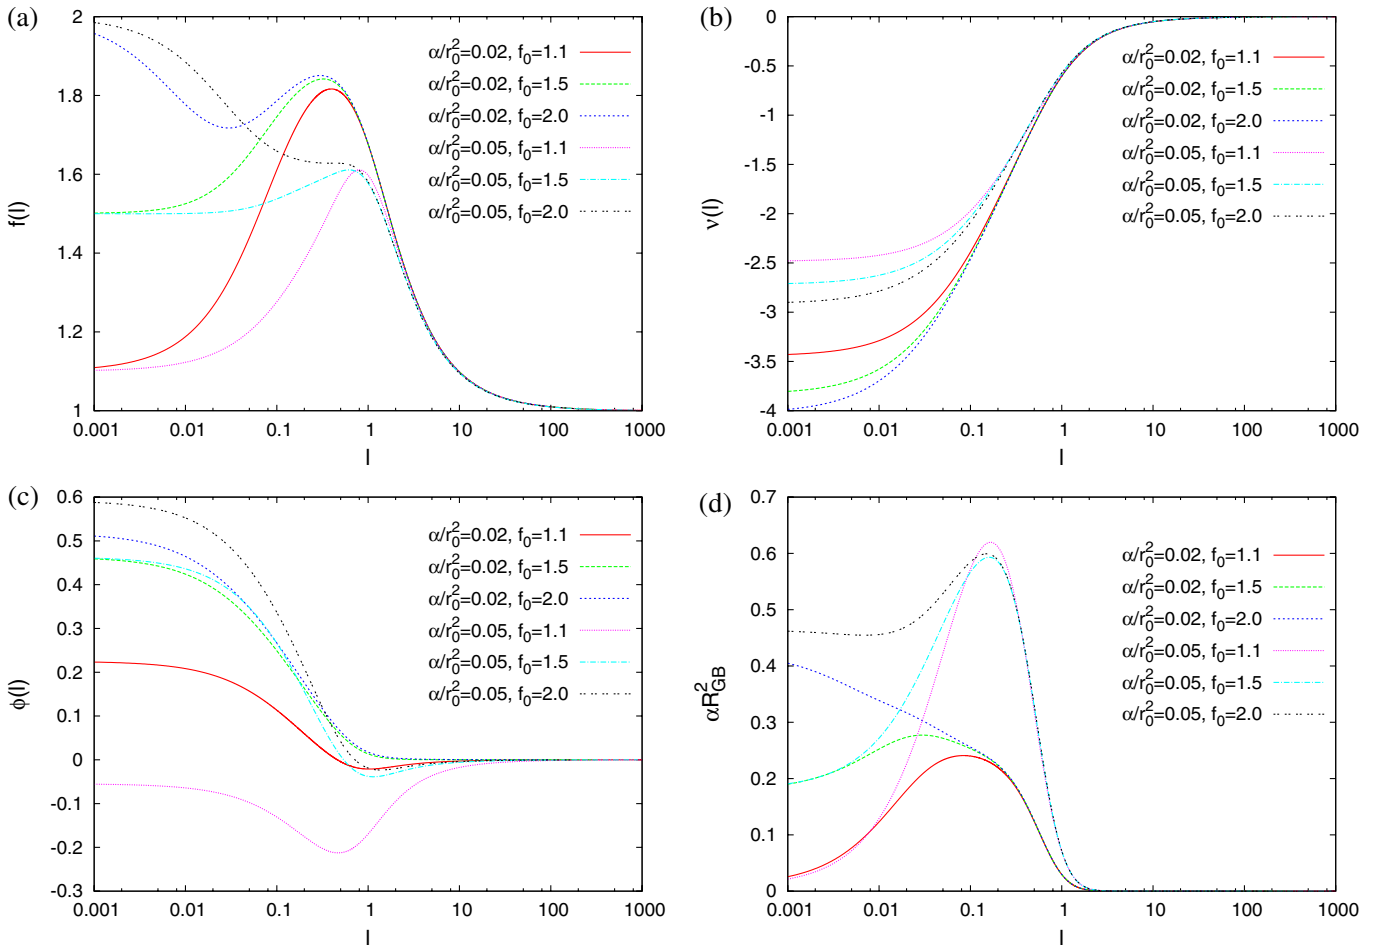 (a)
2
1.8
1.6
1.4
1.2
1
f(l)
0.001 0.01 0.1 1 10 100 1000
l
α/r₀²=0.02, f₀=1.1
α/r₀²=0.02, f₀=1.5
α/r₀²=0.02, f₀=2.0
α/r₀²=0.05, f₀=1.1
α/r₀²=0.05, f₀=1.5
α/r₀²=0.05, f₀=2.0
(b)
0
-0.5
-1
-1.5
-2
-2.5
-3
-3.5
-4
ν(l)
0.001 0.01 0.1 1 10 100 1000
l
α/r₀²=0.02, f₀=1.1
α/r₀²=0.02, f₀=1.5
α/r₀²=0.02, f₀=2.0
α/r₀²=0.05, f₀=1.1
α/r₀²=0.05, f₀=1.5
α/r₀²=0.05, f₀=2.0
(c)
0.6
0.5
0.4
0.3
0.2
0.1
0
-0.1
-0.2
-0.3
ϕ(l)
0.001 0.01 0.1 1 10 100 1000
l
α/r₀²=0.02, f₀=1.1
α/r₀²=0.02, f₀=1.5
α/r₀²=0.02, f₀=2.0
α/r₀²=0.05, f₀=1.1
α/r₀²=0.05, f₀=1.5
α/r₀²=0.05, f₀=2.0
(d)
0.7
0.6
0.5
0.4
0.3
0.2
0.1
0
αR²GB
0.001 0.01 0.1 1 10 100 1000
l
α/r₀²=0.02, f₀=1.1
α/r₀²=0.02, f₀=1.5
α/r₀²=0.02, f₀=2.0
α/r₀²=0.05, f₀=1.1
α/r₀²=0.05, f₀=1.5
α/r₀²=0.05, f₀=2.0